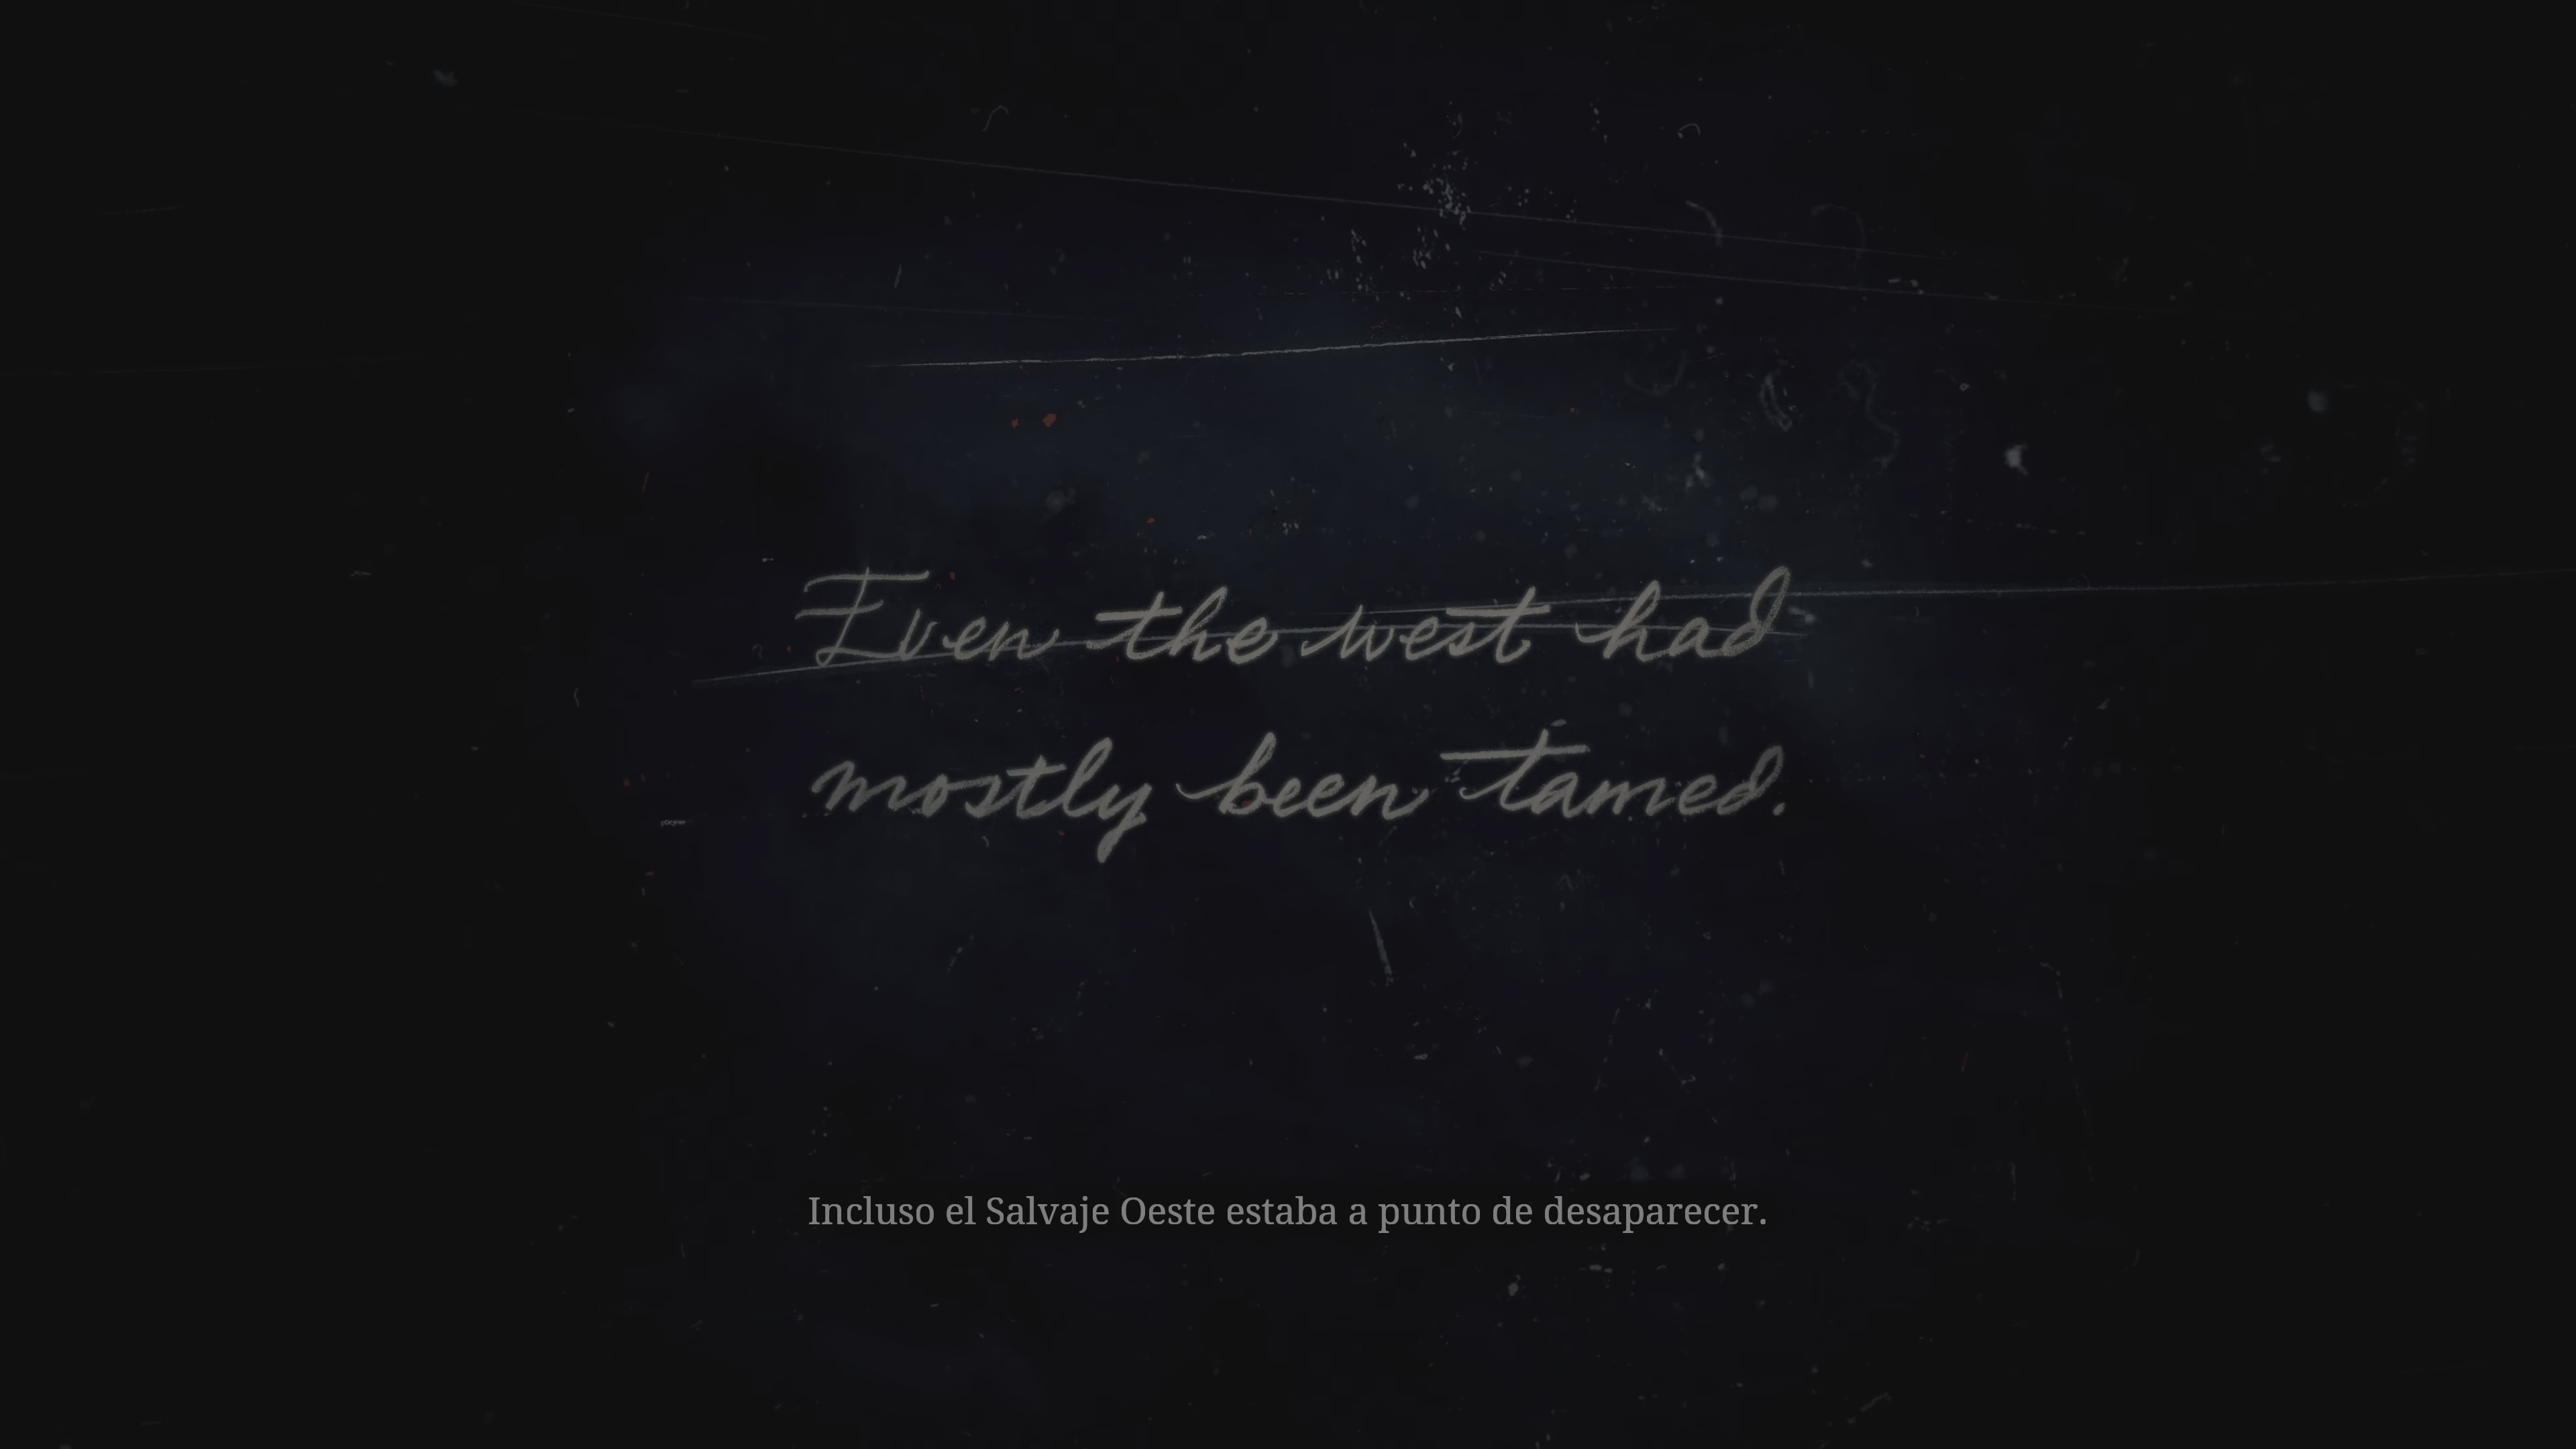 Even the west had
mostly been tamed.
Incluso el Salvaje Oeste estaba a punto de desaparecer.